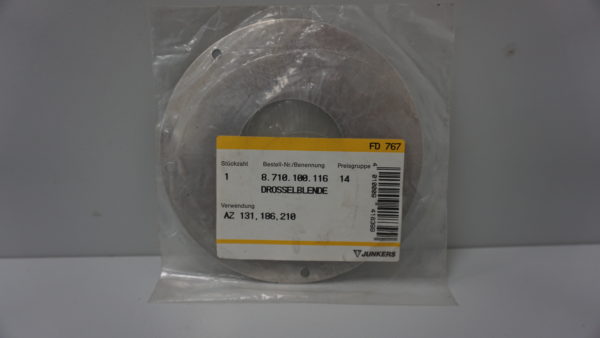 FD 767
Stückzahl Bestell-Nr./Benennung Preisgruppe
1 8.710.100.116 14
DROSSELBLENDE
Verwendung
AZ 131,186,210
JUNKERS